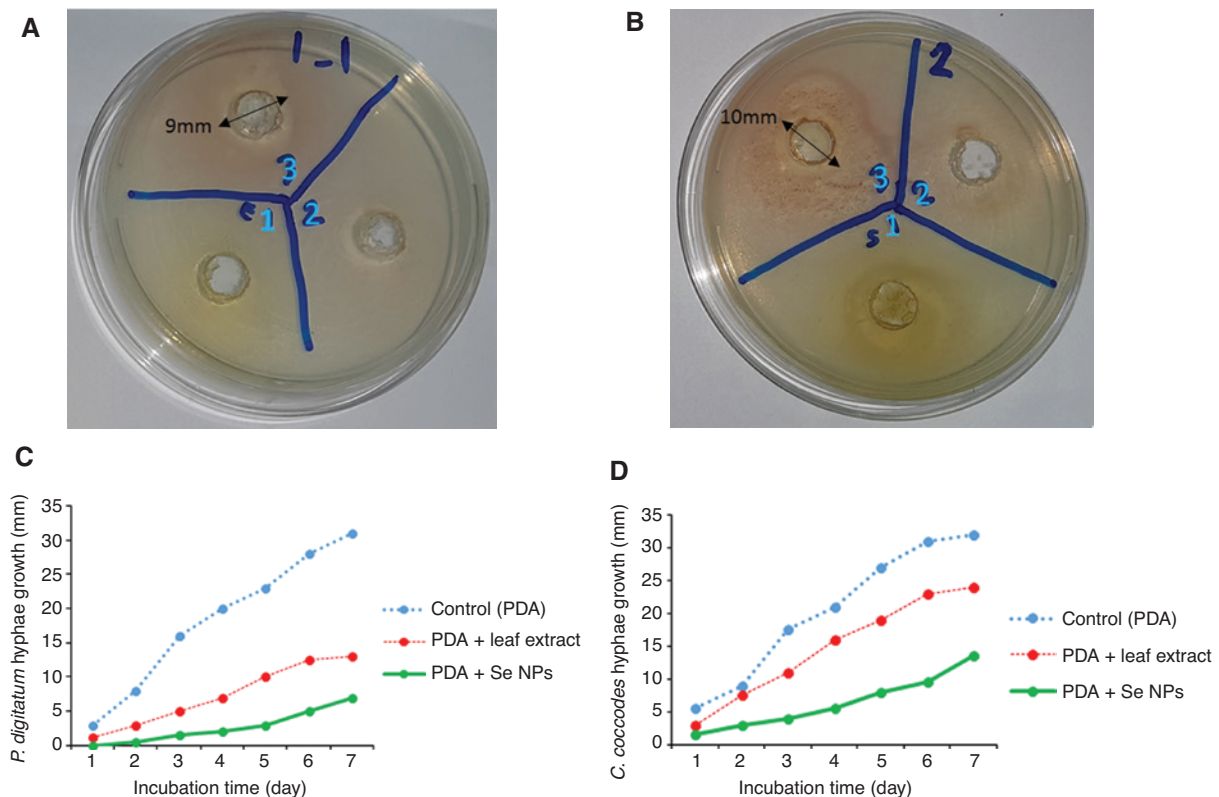 A
1-1
9mm
3
ε 1 2
B
2
10mm
3 2
1
s
C
P. digitatum hyphae growth (mm)
35
30
25
20
15
10
5
0
1 2 3 4 5 6 7
Incubation time (day)
Control (PDA)
PDA + leaf extract
PDA + Se NPs
D
C. coccodes hyphae growth (mm)
35
30
25
20
15
10
5
0
1 2 3 4 5 6 7
Incubation time (day)
Control (PDA)
PDA + leaf extract
PDA + Se NPs